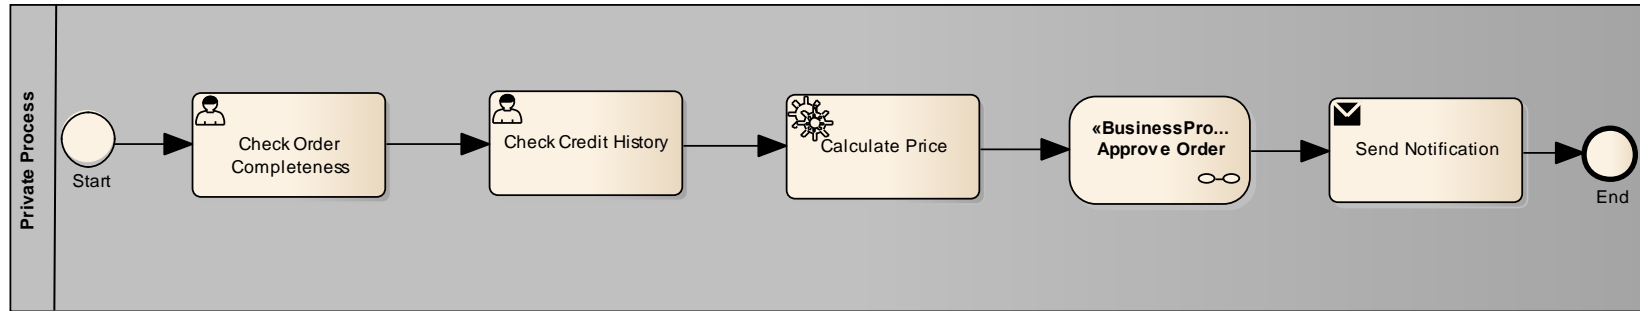 Private Process
Start
Check Order
Completeness
Check Credit History
Calculate Price
«BusinessPro...
Approve Order
Send Notification
End